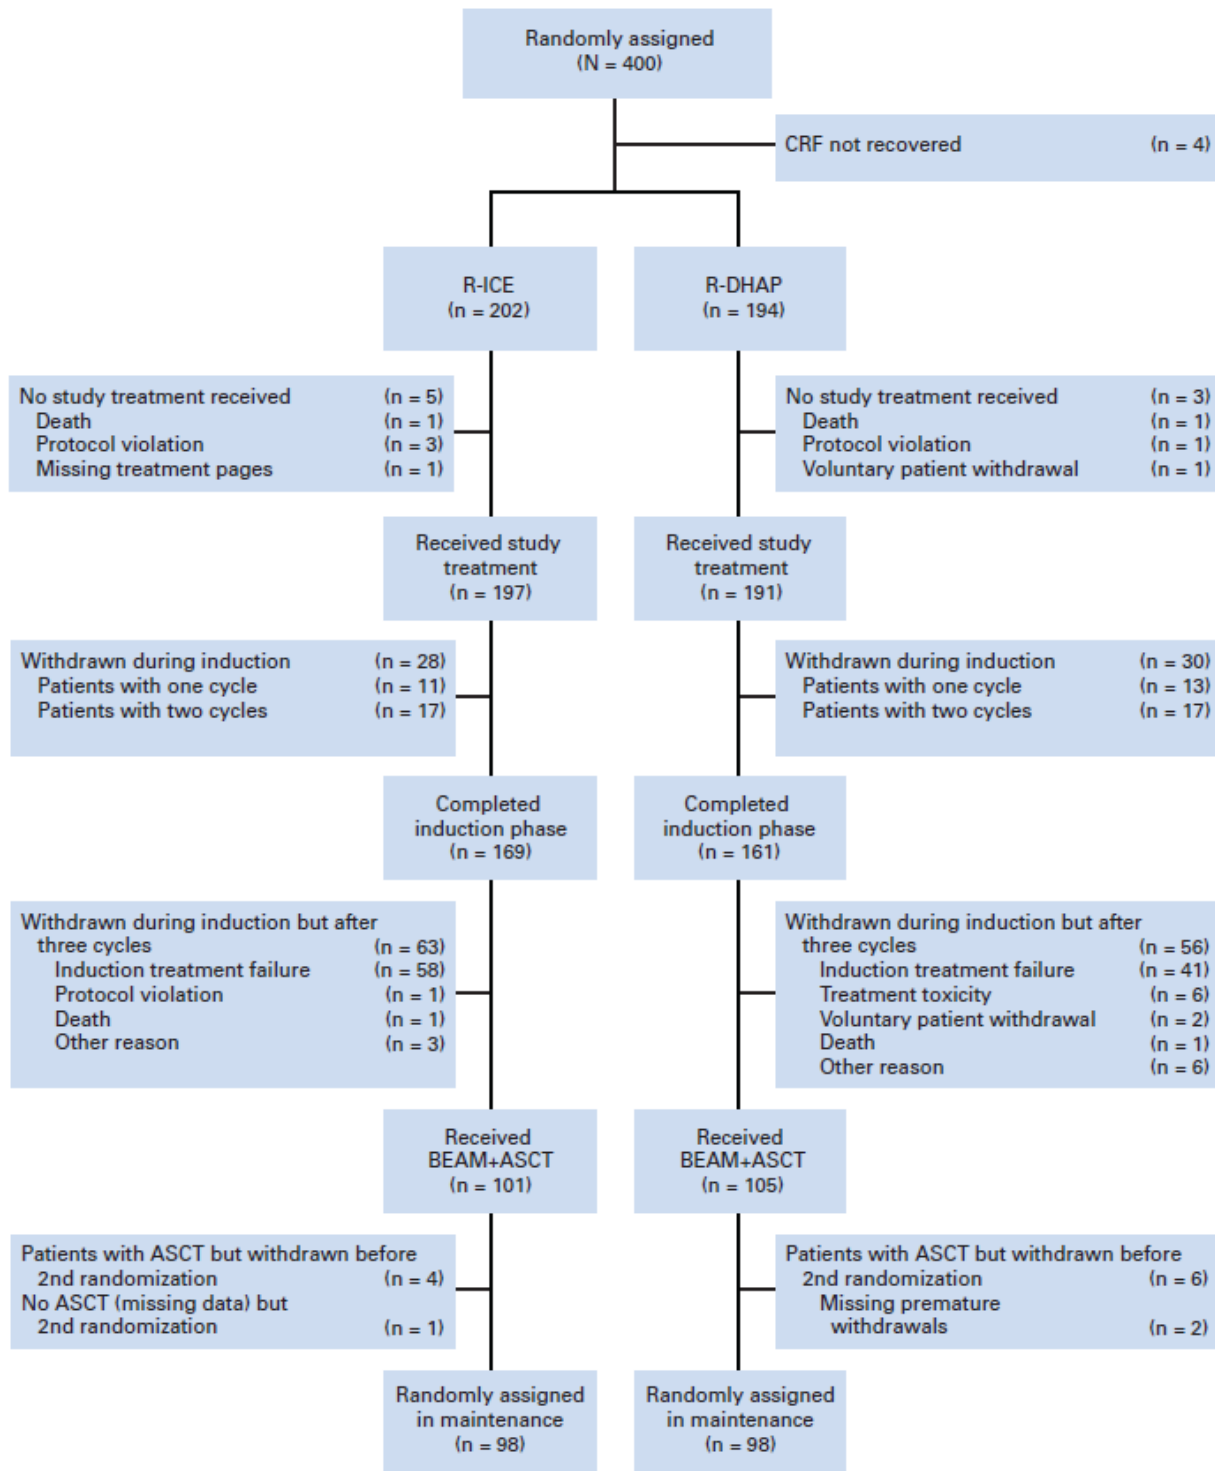 Randomly assigned
(N = 400)
CRF not recovered (n = 4)
R-ICE
(n = 202)
R-DHAP
(n = 194)
No study treatment received (n = 5)
Death (n = 1)
Protocol violation (n = 3)
Missing treatment pages (n = 1)
No study treatment received (n = 3)
Death (n = 1)
Protocol violation (n = 1)
Voluntary patient withdrawal (n = 1)
Received study
treatment
(n = 197)
Received study
treatment
(n = 191)
Withdrawn during induction (n = 28)
Patients with one cycle (n = 11)
Patients with two cycles (n = 17)
Withdrawn during induction (n = 30)
Patients with one cycle (n = 13)
Patients with two cycles (n = 17)
Completed
induction phase
(n = 169)
Completed
induction phase
(n = 161)
Withdrawn during induction but after
three cycles (n = 63)
Induction treatment failure (n = 58)
Protocol violation (n = 1)
Death (n = 1)
Other reason (n = 3)
Withdrawn during induction but after
three cycles (n = 56)
Induction treatment failure (n = 41)
Treatment toxicity (n = 6)
Voluntary patient withdrawal (n = 2)
Death (n = 1)
Other reason (n = 6)
Received
BEAM+ASCT
(n = 101)
Received
BEAM+ASCT
(n = 105)
Patients with ASCT but withdrawn before
2nd randomization (n = 4)
No ASCT (missing data) but
2nd randomization (n = 1)
Patients with ASCT but withdrawn before
2nd randomization (n = 6)
Missing premature
withdrawals (n = 2)
Randomly assigned
in maintenance
(n = 98)
Randomly assigned
in maintenance
(n = 98)